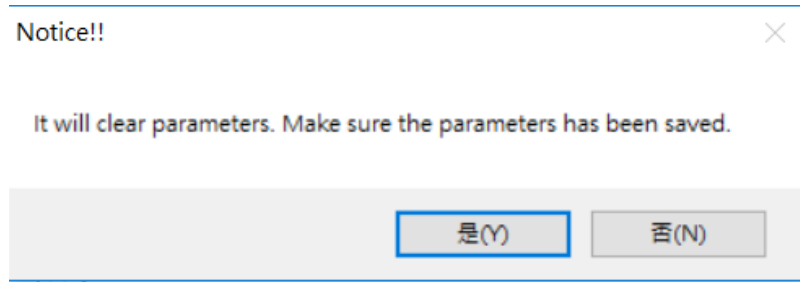 Notice!!
It will clear parameters. Make sure the parameters has been saved.
是(Y)
否(N)